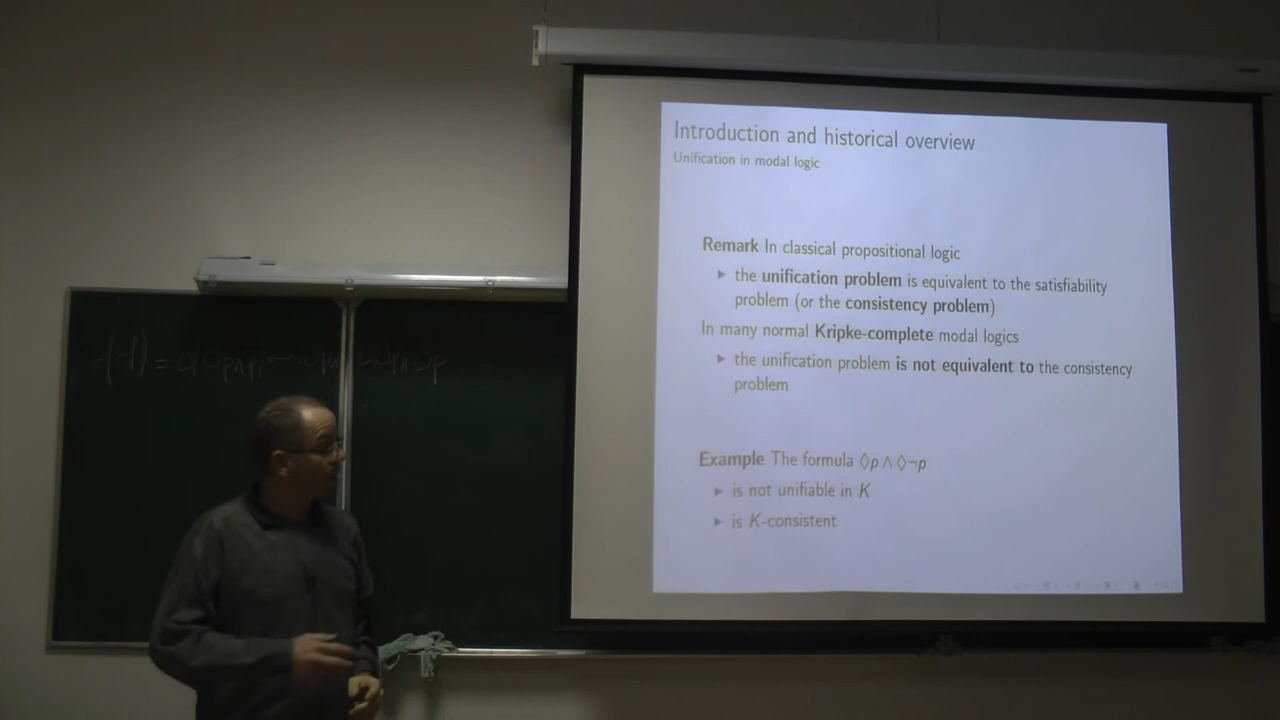 Introduction and historical overview
Unification in modal logic
Remark In classical propositional logic
▶ the unification problem is equivalent to the satisfiability
problem (or the consistency problem)
In many normal Kripke-complete modal logics
▶ the unification problem is not equivalent to the consistency
problem
Example The formula ◊p ∧ ◊¬p
▶ is not unifiable in K
▶ is K-consistent